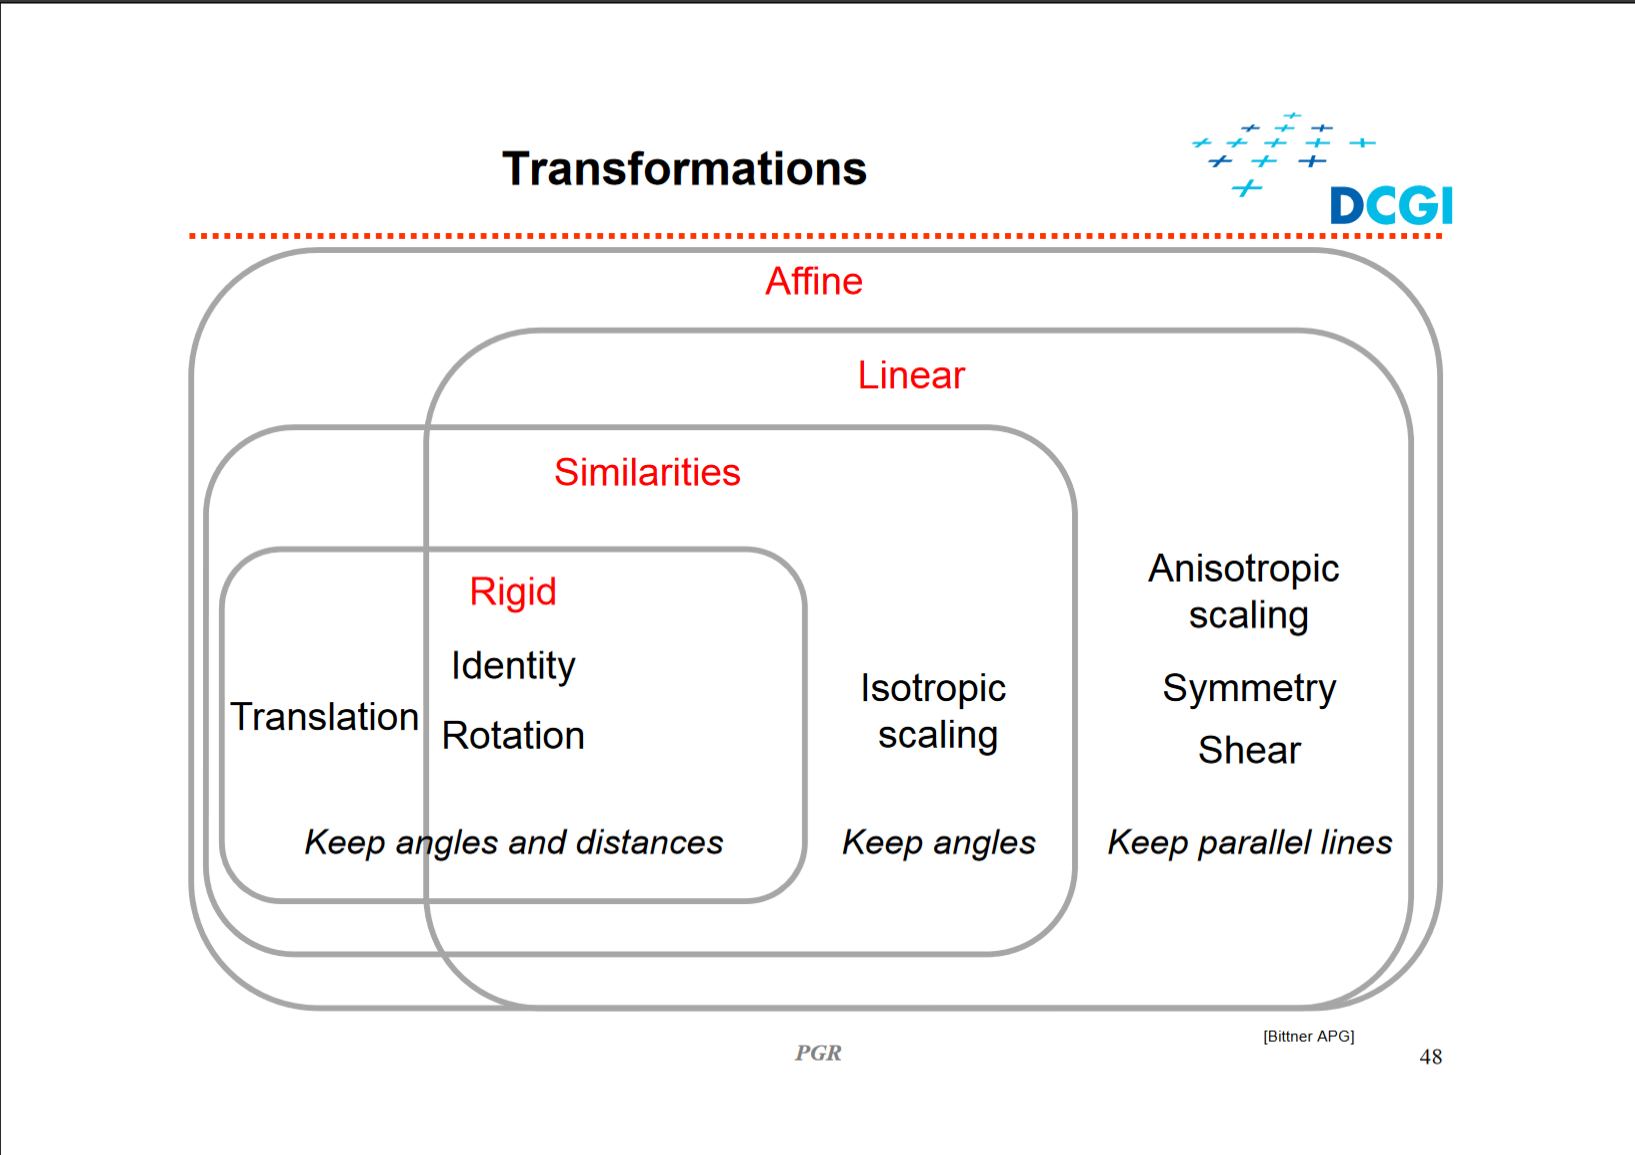 Transformations
DCGI
Affine
Linear
Similarities
Rigid
Identity
Translation
Rotation
Keep angles and distances
Isotropic
scaling
Keep angles
Anisotropic
scaling
Symmetry
Shear
Keep parallel lines
[Bittner APG]
PGR
48